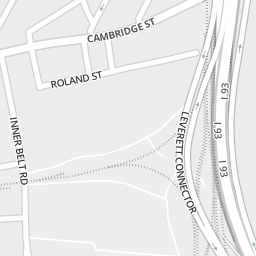 CAMBRIDGE ST
ROLAND ST
I 93
I 93
I 93
LEVERETT CONNECTOR
INNER BELT RD